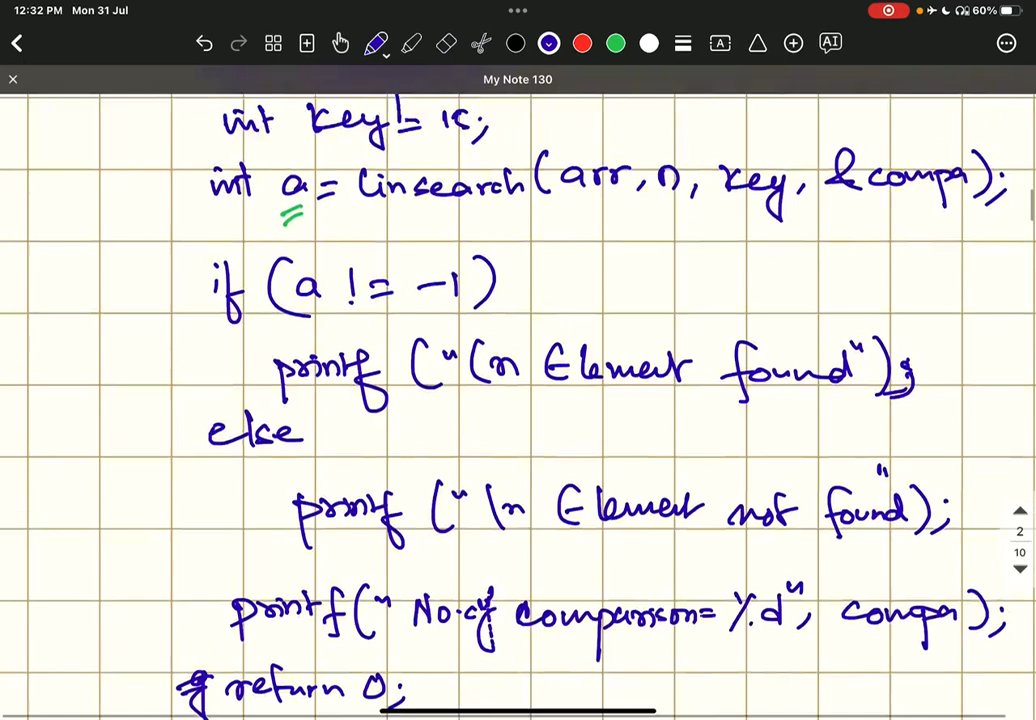 12:32 PM Mon 31 Jul 60%
A AI
My Note 130
int key = 15;
int a = linsearch(arr, n, key, &compa);
if (a != -1)
printf ("\n Element found");
else
printf ("\n Element not found");
printf(" No.of comparison= %d", compa);
return 0;
2
10